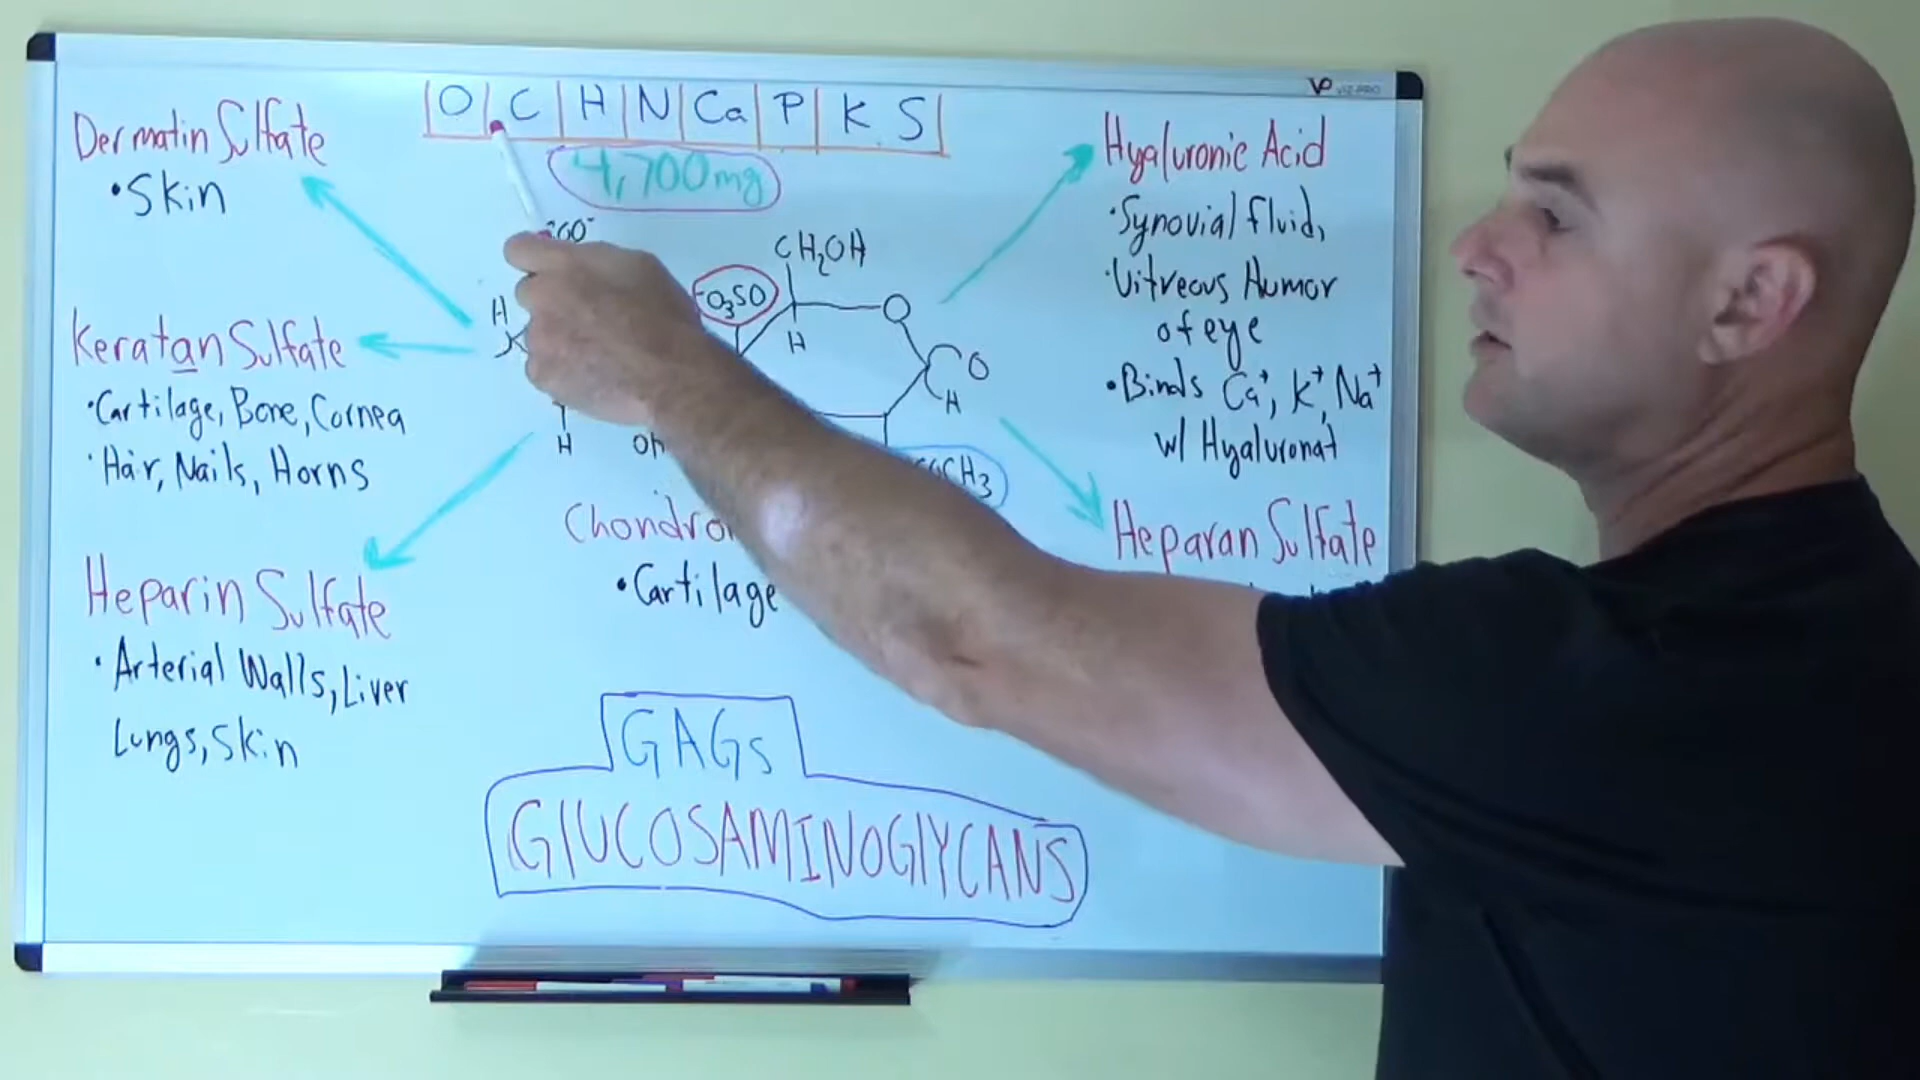 O C H N Ca P K S
4,700mg
VIZ-PRO
Dermatin Sulfate
• Skin
Keratan Sulfate
• Cartilage, Bone, Cornea
• Hair, Nails, Horns
Heparin Sulfate
• Arterial Walls, Liver
Lungs, Skin
H
H
OH
⁻O₃SO
CH₂OH
O
H
O
H
CH₃
• Cartilage
GAGs
GlUCOSAMINOGlYCANS
Hyaluronic Acid
• Synovial fluid,
• Vitreous Humor
of eye
• Binds Ca⁺, K⁺, Na⁺
w/ Hyaluronat
Heparan Sulfate